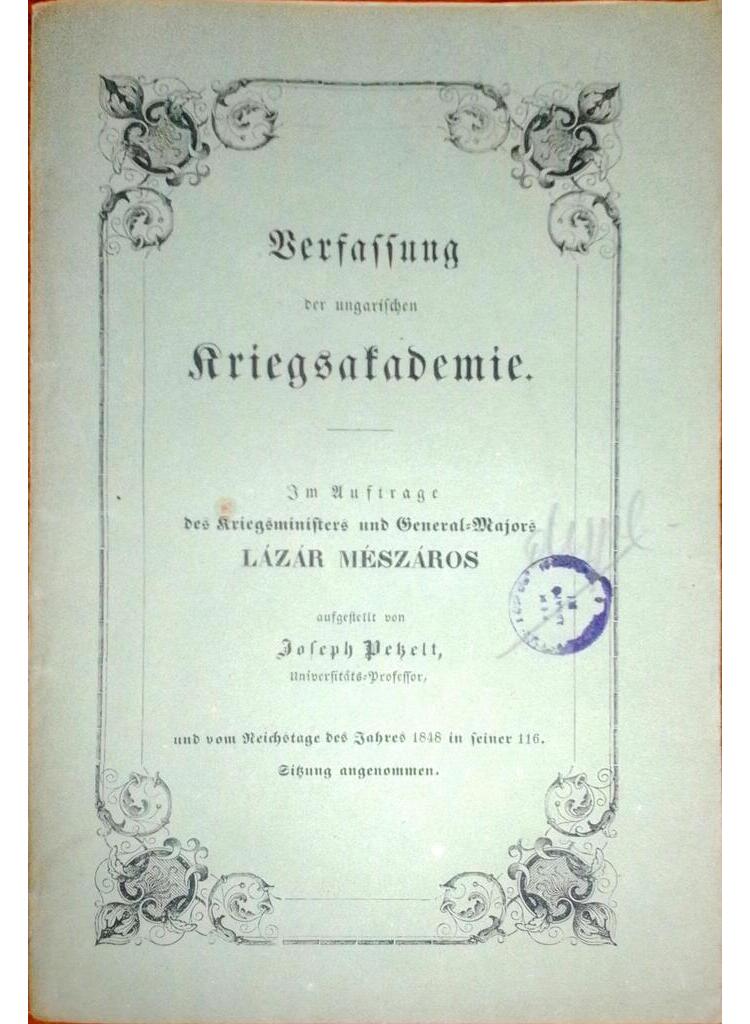 Verfassung
der ungarischen
Kriegsakademie.
Im Auftrage
des Kriegsministers und General-Majors
LÁZÁR MÉSZÁROS
aufgestellt von
Joseph Petzelt,
Universitäts-Professor,
und vom Reichstage des Jahres 1848 in seiner 116.
Sitzung angenommen.